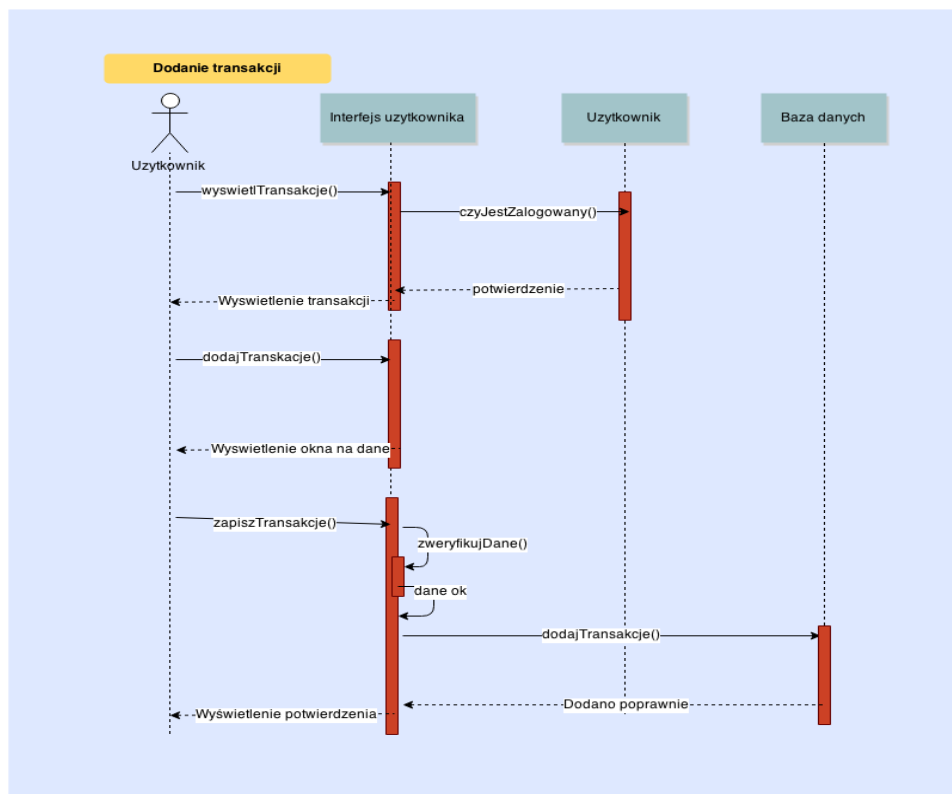 Dodanie transakcji
Uzytkownik
Interfejs uzytkownika
Uzytkownik
Baza danych
wyswietlTransakcje()
czyJestZalogowany()
potwierdzenie
Wyswietlenie transakcji
dodajTranskacje()
Wyswietlenie okna na dane
zapiszTransakcje()
zweryfikujDane()
dane ok
dodajTransakcje()
Dodano poprawnie
Wyświetlenie potwierdzenia